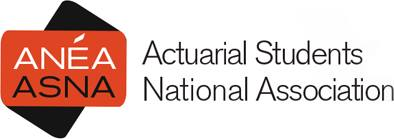 ANÉA
ASNA
Actuarial Students
National Association